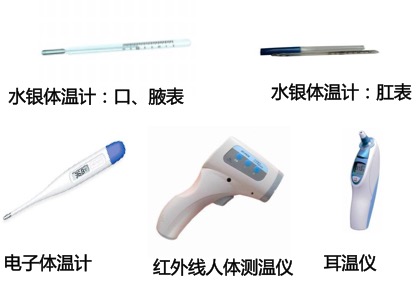 水银体温计：口、腋表
水银体温计：肛表
电子体温计
红外线人体测温仪
耳温仪